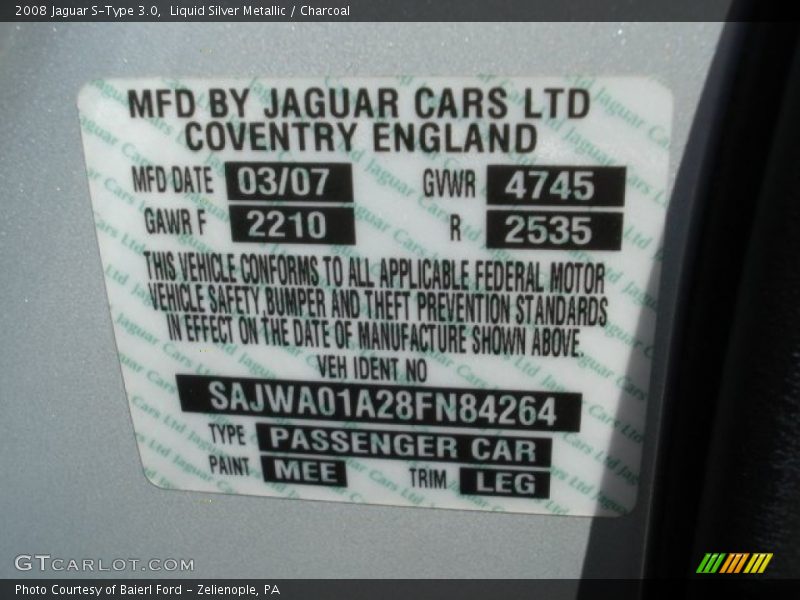 2008 Jaguar S-Type 3.0, Liquid Silver Metallic / Charcoal
MFD BY JAGUAR CARS LTD
COVENTRY ENGLAND
MFD DATE 03/07 GVWR 4745
GAWR F 2210 R 2535
THIS VEHICLE CONFORMS TO ALL APPLICABLE FEDERAL MOTOR
VEHICLE SAFETY,BUMPER AND THEFT PREVENTION STANDARDS
IN EFFECT ON THE DATE OF MANUFACTURE SHOWN ABOVE.
VEH IDENT NO
SAJWA01A28FN84264
TYPE PASSENGER CAR
PAINT MEE TRIM LEG
GTCARLOT.COM
Photo Courtesy of Baierl Ford - Zelienople, PA